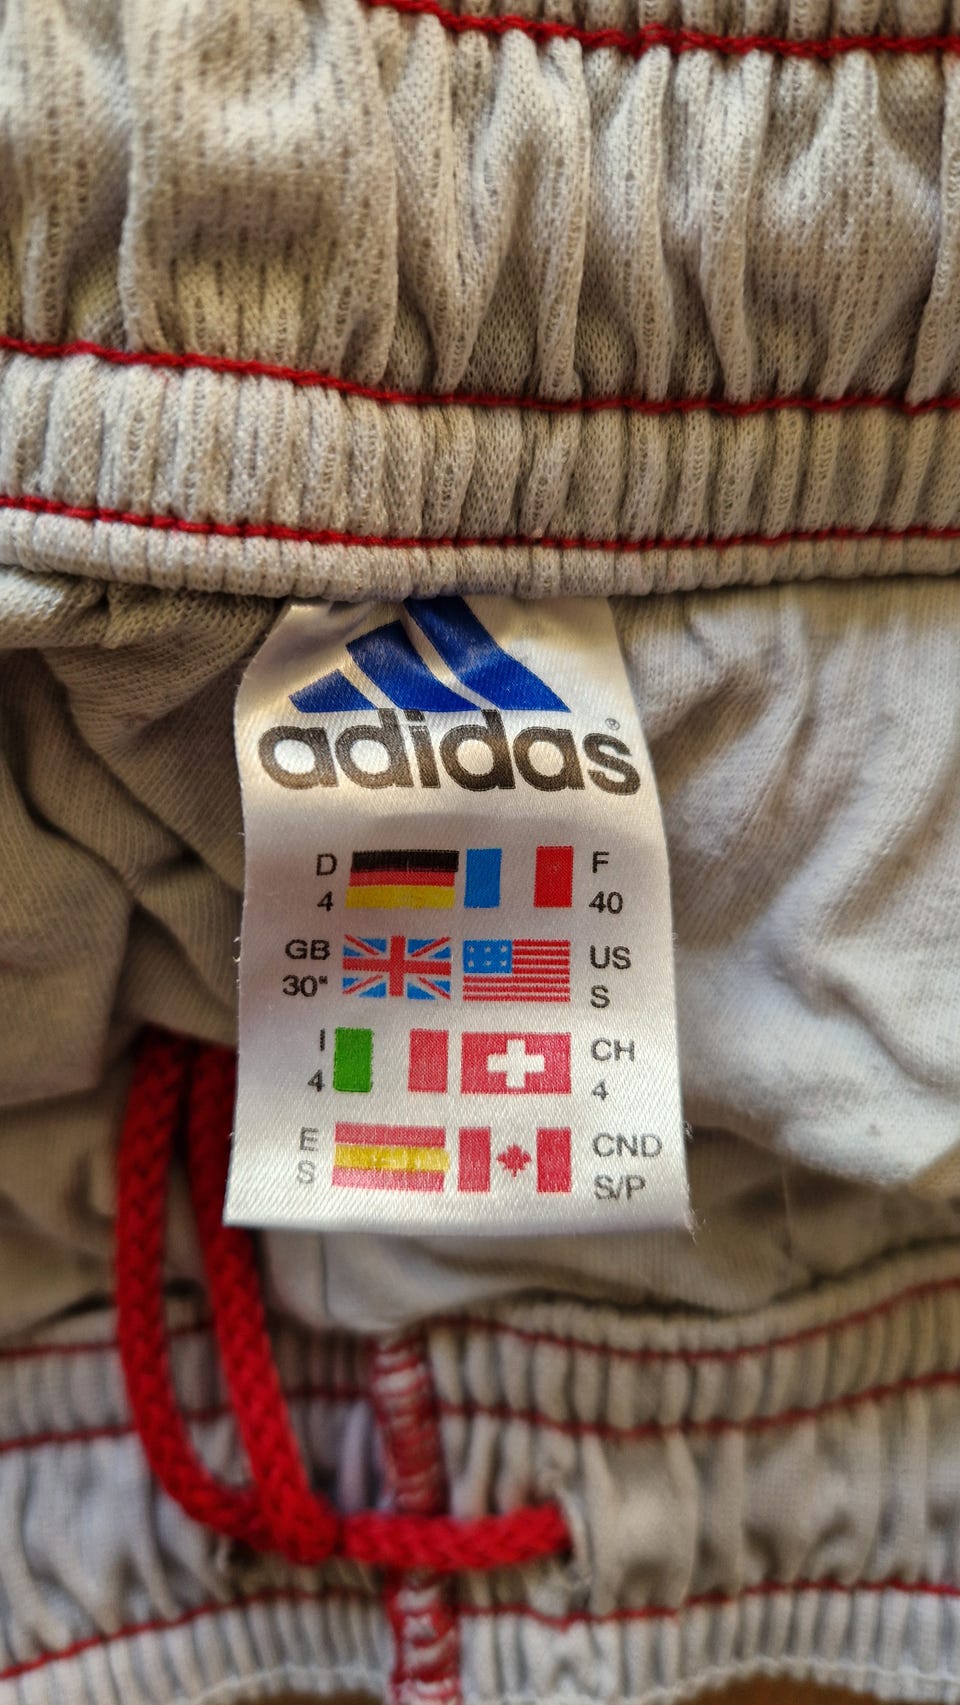 adidas®
D F
4 40
GB US
30" S
I CH
4 4
E CND
S S/P